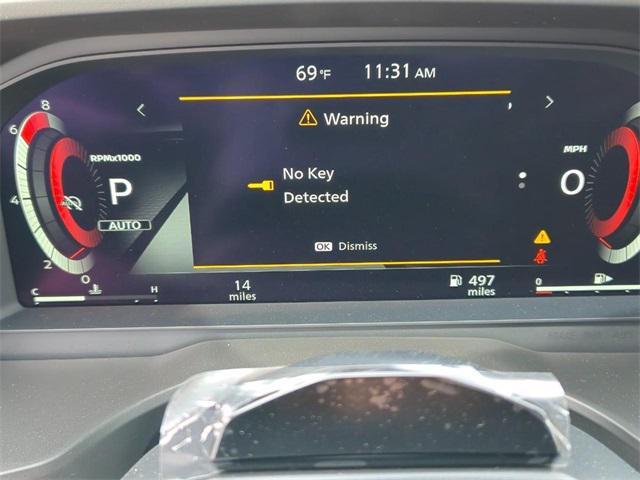 69°F 11:31 AM
8
6
4
2
0
RPMx1000
P
AUTO
Warning
No Key
Detected
OK Dismiss
MPH
0
C H
14
miles
497
miles
0